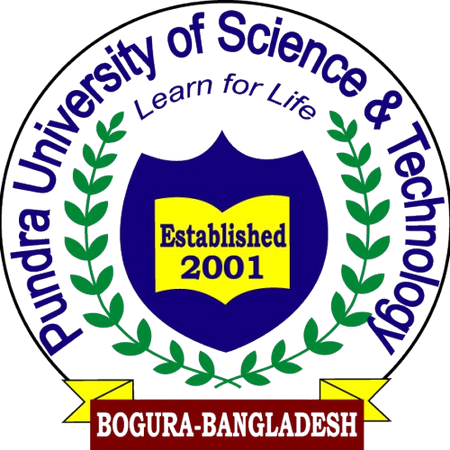 Pundra University of Science & Technology
Learn for Life
Established
2001
BOGURA-BANGLADESH